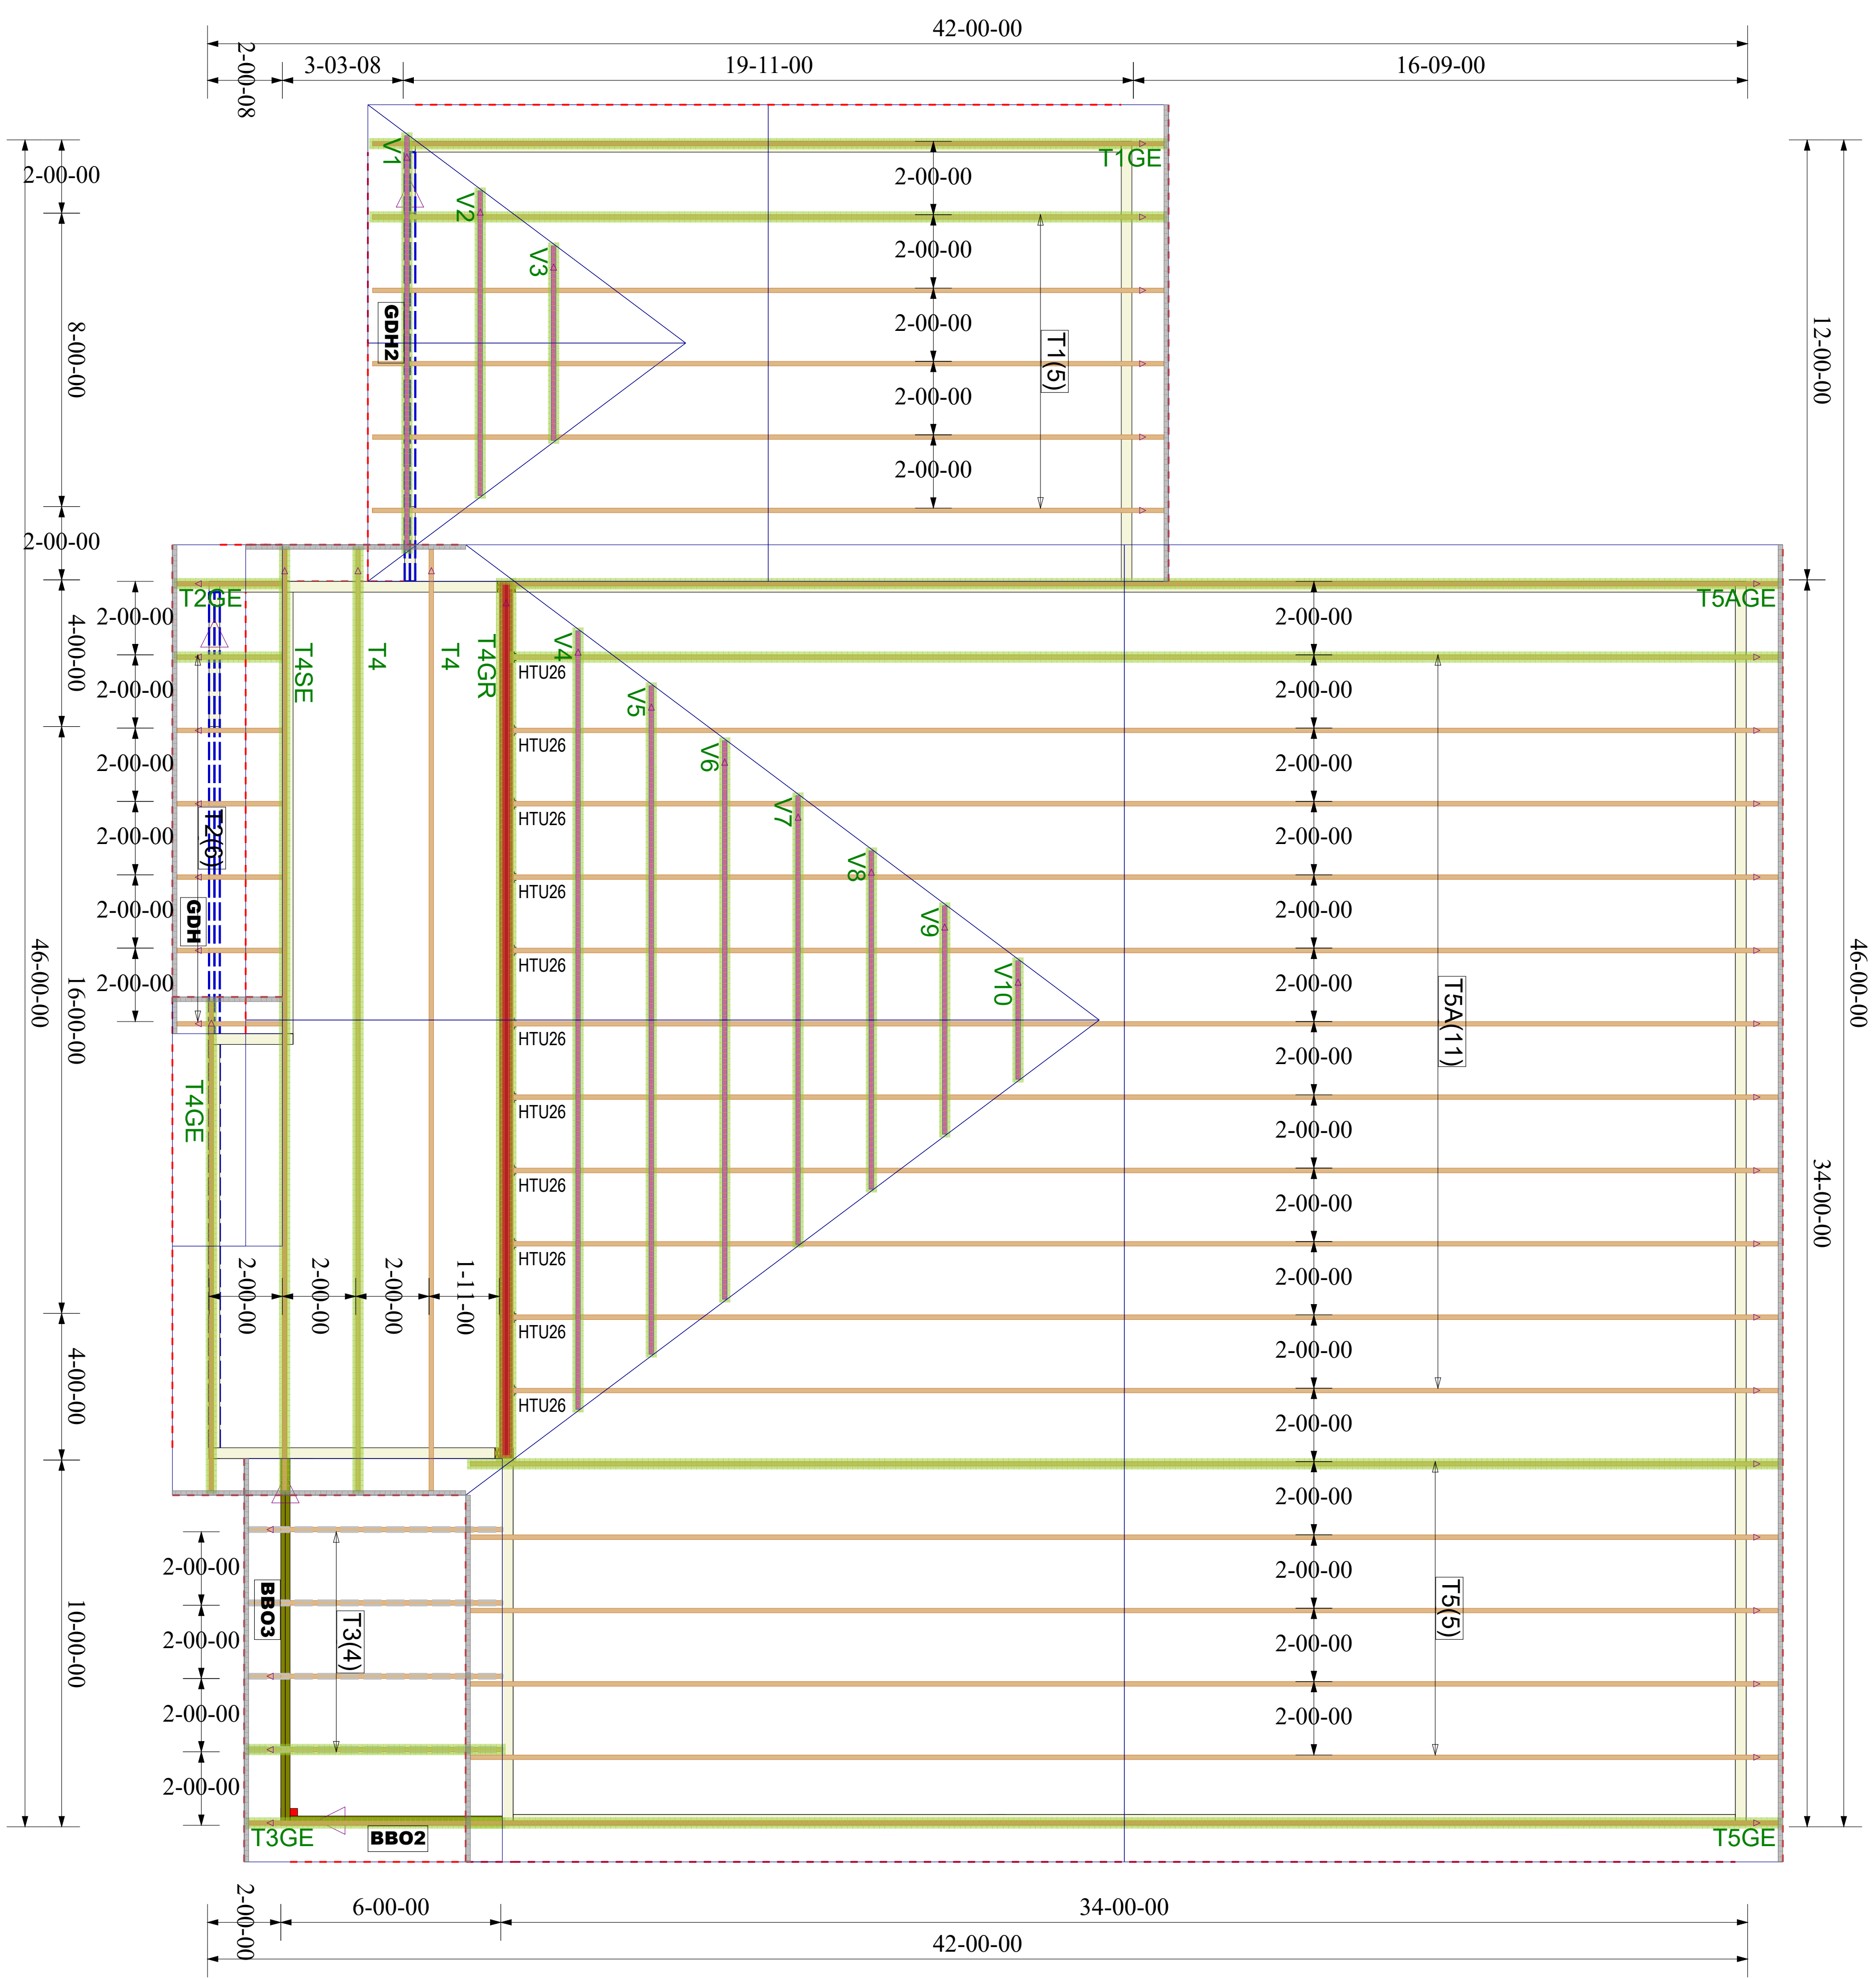 42-00-00
2-00-08
3-03-08
19-11-00
16-09-00
V1
T1GE
2-00-00
2-00-00
V2
2-00-00
V3
2-00-00
GDH2
T1(5)
12-00-00
8-00-00
2-00-00
2-00-00
2-00-00
T2GE
T5AGE
2-00-00
4-00-00
T4SE
T4
T4
T4GR
V4
HTU26
2-00-00
2-00-00
V5
2-00-00
HTU26
V6
2-00-00
2-00-00
HTU26
V7
2-00-00
T2(6)
2-00-00
HTU26
V8
2-00-00
GDH
2-00-00
V9
2-00-00
46-00-00
HTU26
V10
2-00-00
2-00-00
T5A(11)
46-00-00
16-00-00
HTU26
2-00-00
T4GE
HTU26
2-00-00
HTU26
2-00-00
34-00-00
HTU26
2-00-00
2-00-00
2-00-00
2-00-00
1-11-00
HTU26
2-00-00
4-00-00
HTU26
2-00-00
2-00-00
2-00-00
2-00-00
BBO3
T3(4)
T5(5)
2-00-00
2-00-00
10-00-00
2-00-00
2-00-00
2-00-00
T3GE
BBO2
T5GE
2-00-00
6-00-00
34-00-00
42-00-00